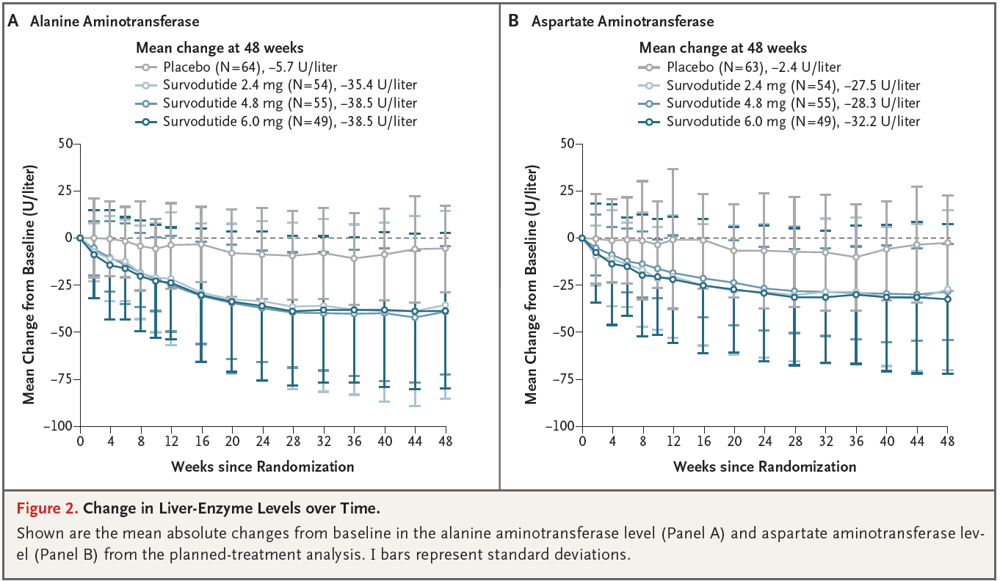 A Alanine Aminotransferase
Mean change at 48 weeks
Placebo (N=64), –5.7 U/liter
Survodutide 2.4 mg (N=54), –35.4 U/liter
Survodutide 4.8 mg (N=55), –38.5 U/liter
Survodutide 6.0 mg (N=49), –38.5 U/liter
Mean Change from Baseline (U/liter)
50
25
0
–25
–50
–75
–100
0 4 8 12 16 20 24 28 32 36 40 44 48
Weeks since Randomization
B Aspartate Aminotransferase
Mean change at 48 weeks
Placebo (N=63), –2.4 U/liter
Survodutide 2.4 mg (N=54), –27.5 U/liter
Survodutide 4.8 mg (N=55), –28.3 U/liter
Survodutide 6.0 mg (N=49), –32.2 U/liter
Mean Change from Baseline (U/liter)
50
25
0
–25
–50
–75
–100
0 4 8 12 16 20 24 28 32 36 40 44 48
Weeks since Randomization
Figure 2. Change in Liver-Enzyme Levels over Time.
Shown are the mean absolute changes from baseline in the alanine aminotransferase level (Panel A) and aspartate aminotransferase lev-
el (Panel B) from the planned-treatment analysis. I bars represent standard deviations.